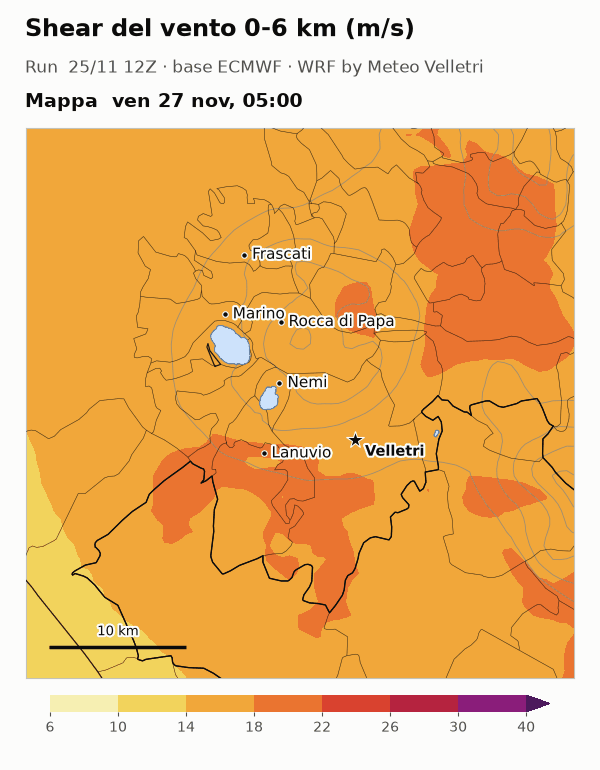 Shear del vento 0-6 km (m/s)
Run  25/11 12Z · base ECMWF · WRF by Meteo Velletri
Mappa  ven 27 nov, 05:00
Frascati
Marino
Rocca di Papa
Nemi
Velletri
Lanuvio
10 km
6 10 14 18 22 26 30 40